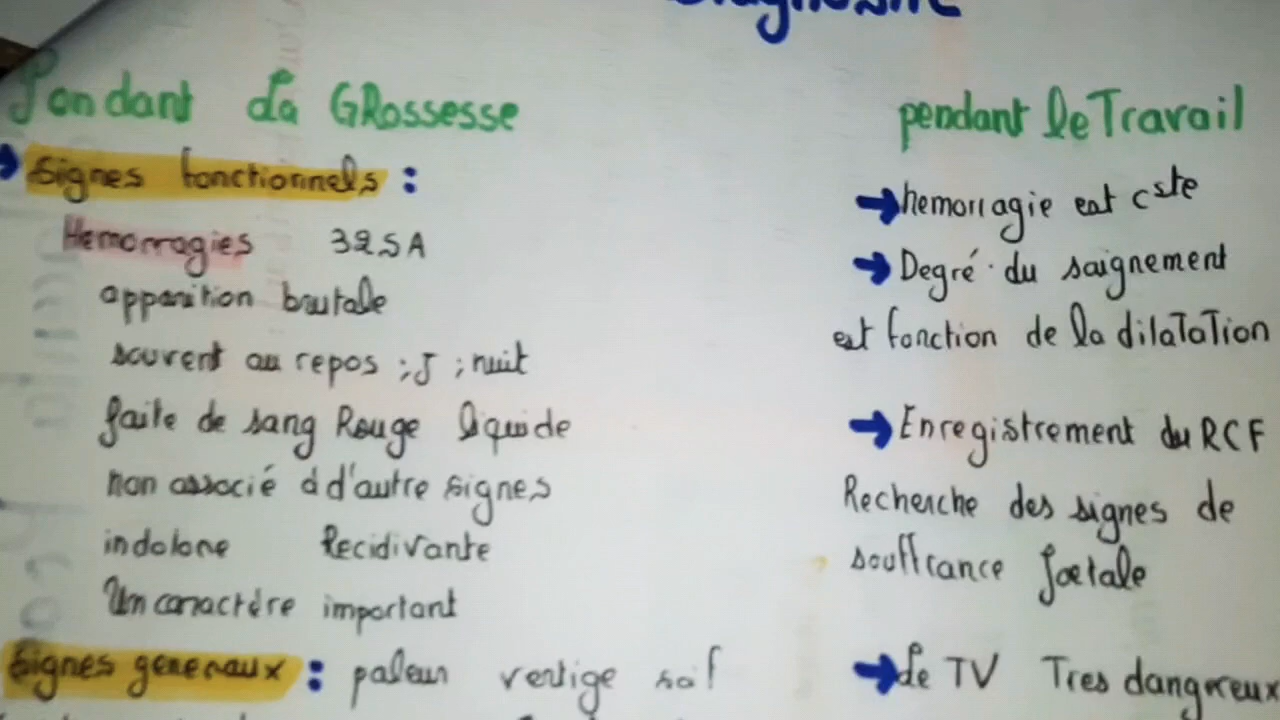 Diagnostic
Pendant La GRossesse
signes fonctionnels :
Hemorragies 32SA
apparition brutale
souvent au repos ; J ; nuit
faite de sang Rouge liquide
non associé à d'autre signes
indolore Recidivante
Un caractère important
signes generaux : paleur vertige soif
pendant le Travail
→ hemorragie est cste
→ Degré du saignement
est fonction de la dilaTaTion
→ Enregistrement du RCF
Recherche des signes de
souffrance fœtale
→ Le TV Tres dangereux